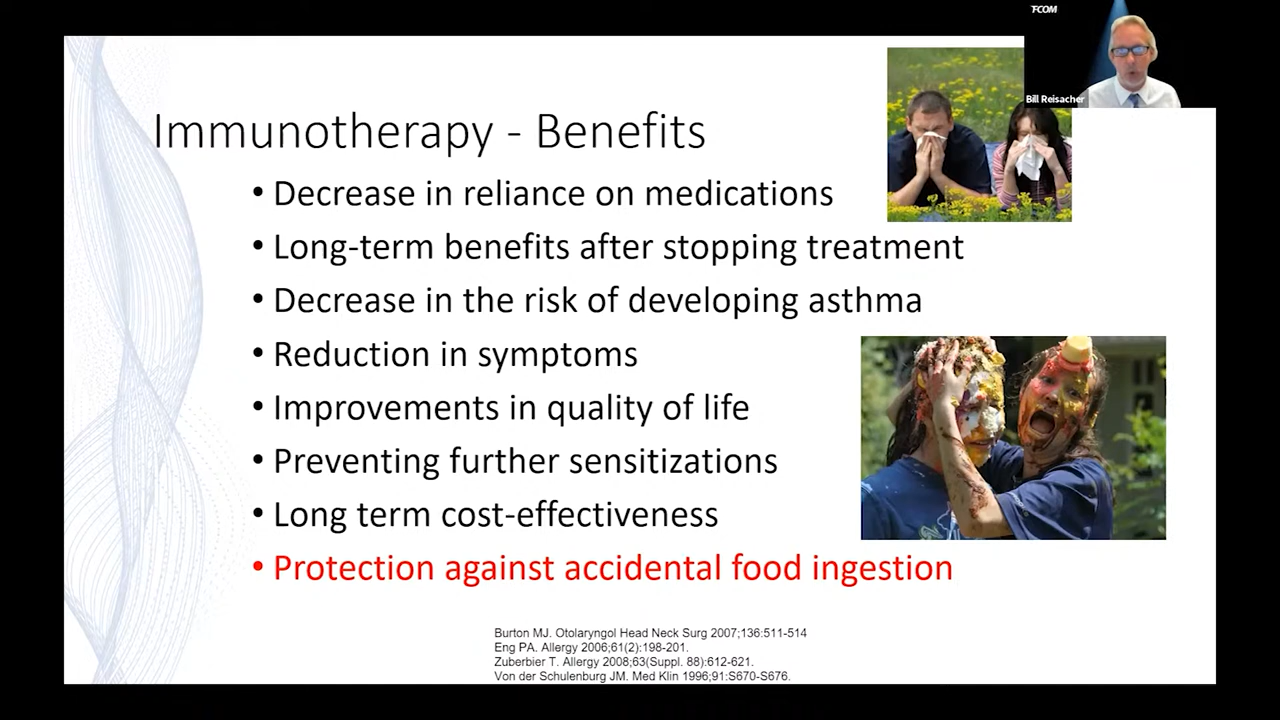 TFCOM
Bill Reisacher
Immunotherapy - Benefits
• Decrease in reliance on medications
• Long-term benefits after stopping treatment
• Decrease in the risk of developing asthma
• Reduction in symptoms
• Improvements in quality of life
• Preventing further sensitizations
• Long term cost-effectiveness
• Protection against accidental food ingestion
Burton MJ. Otolaryngol Head Neck Surg 2007;136:511-514
Eng PA. Allergy 2006;61(2):198-201.
Zuberbier T. Allergy 2008;63(Suppl. 88):612-621.
Von der Schulenburg JM. Med Klin 1996;91:S670-S676.